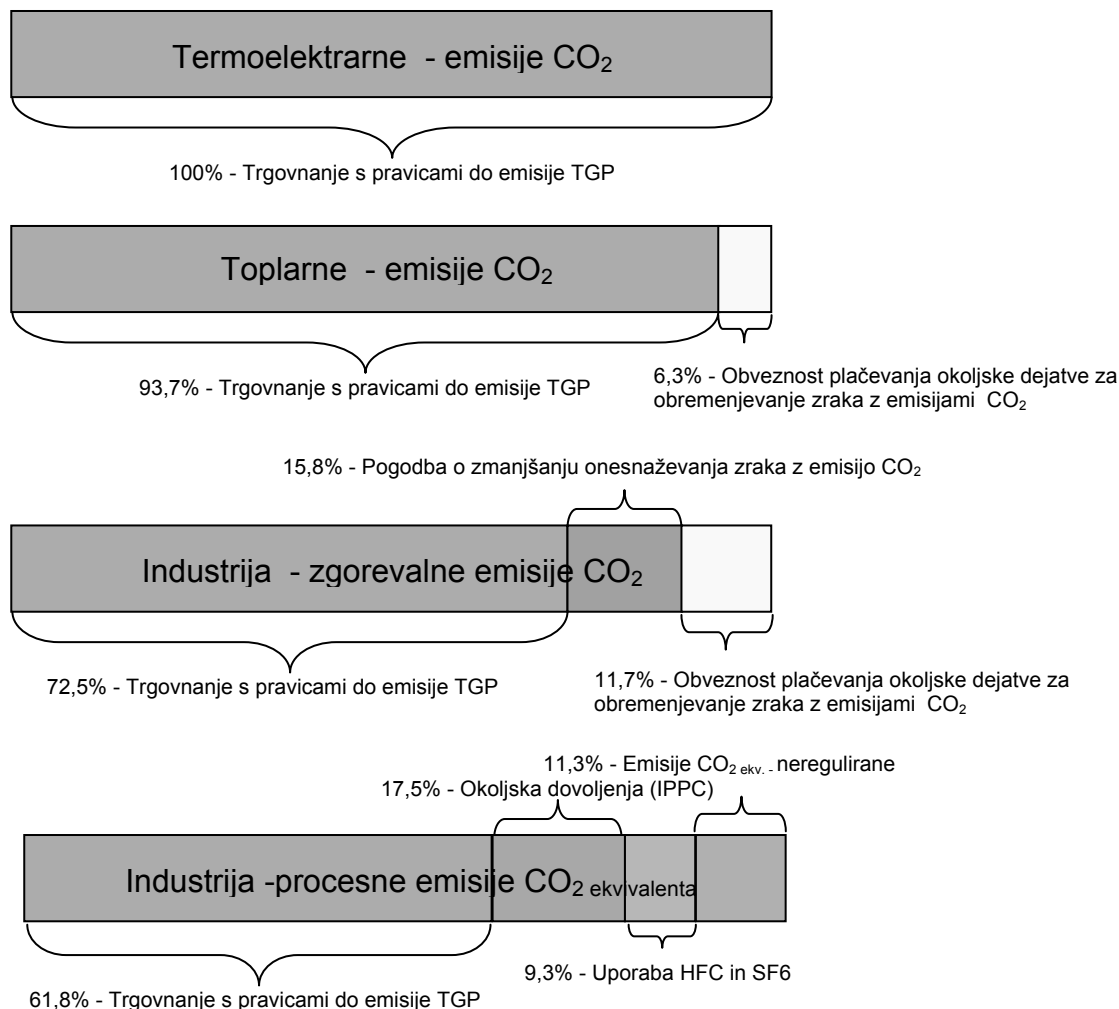 Termoelektrarne - emisije CO2
100% - Trgovnanje s pravicami do emisije TGP
Toplarne - emisije CO2
93,7% - Trgovnanje s pravicami do emisije TGP
6,3% - Obveznost plačevanja okoljske dejatve za
obremenjevanje zraka z emisijami CO2
15,8% - Pogodba o zmanjšanju onesnaževanja zraka z emisijo CO2
Industrija - zgorevalne emisije CO2
72,5% - Trgovnanje s pravicami do emisije TGP
11,7% - Obveznost plačevanja okoljske dejatve za
obremenjevanje zraka z emisijami CO2
11,3% - Emisije CO2 ekv. - neregulirane
17,5% - Okoljska dovoljenja (IPPC)
Industrija -procesne emisije CO2 ekvivalenta
9,3% - Uporaba HFC in SF6
61,8% - Trgovnanje s pravicami do emisije TGP